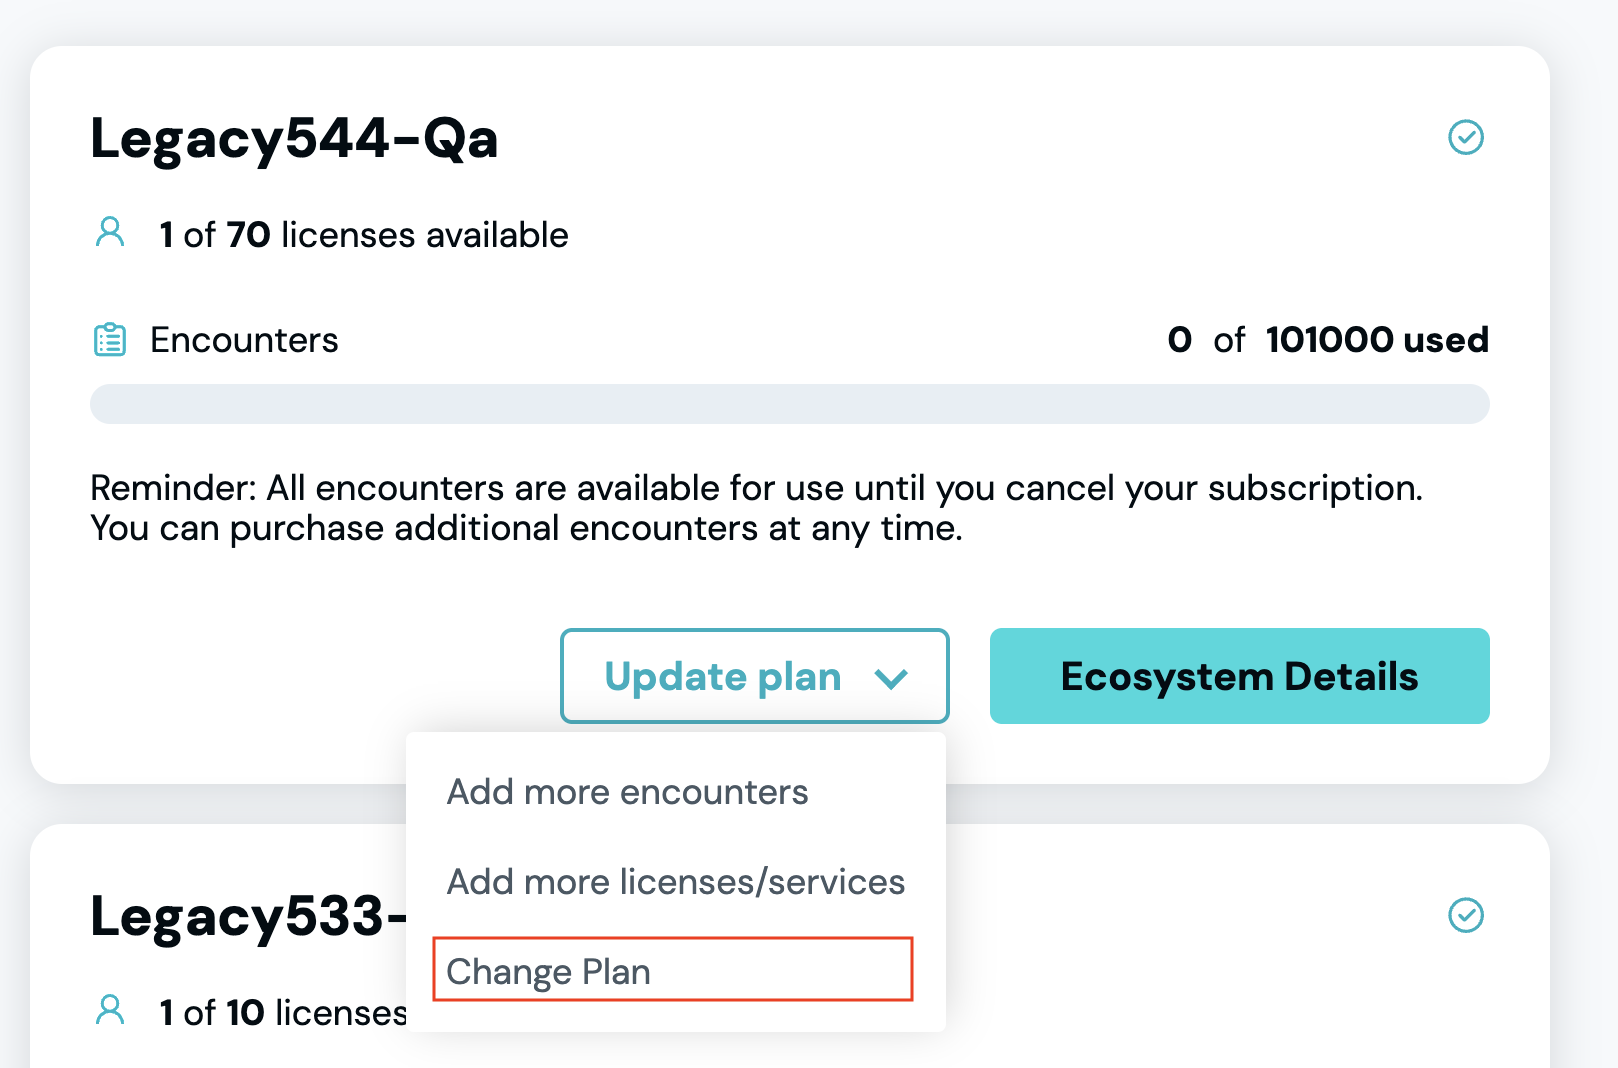 Legacy544-Qa
1 of 70 licenses available
Encounters
0 of 101000 used
Reminder: All encounters are available for use until you cancel your subscription.
You can purchase additional encounters at any time.
Update plan
Ecosystem Details
Add more encounters
Add more licenses/services
Change Plan
Legacy533-
1 of 10 licenses